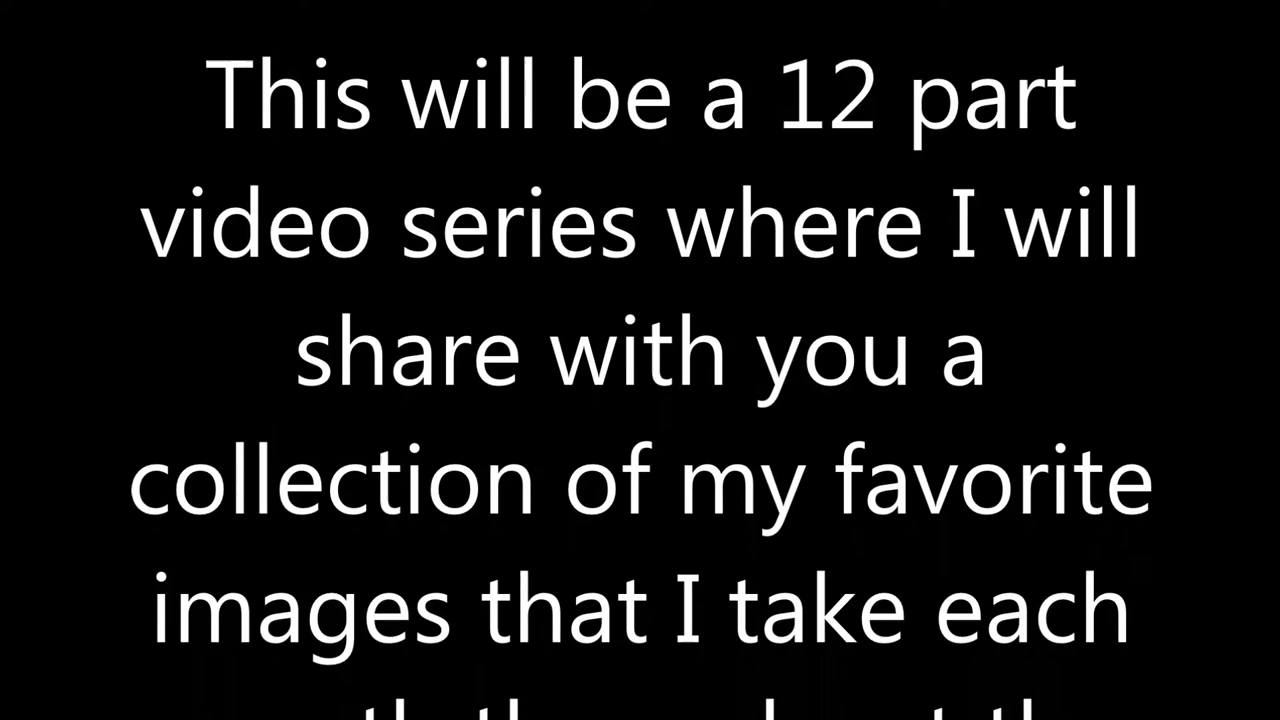 This will be a 12 part
video series where I will
share with you a
collection of my favorite
images that I take each